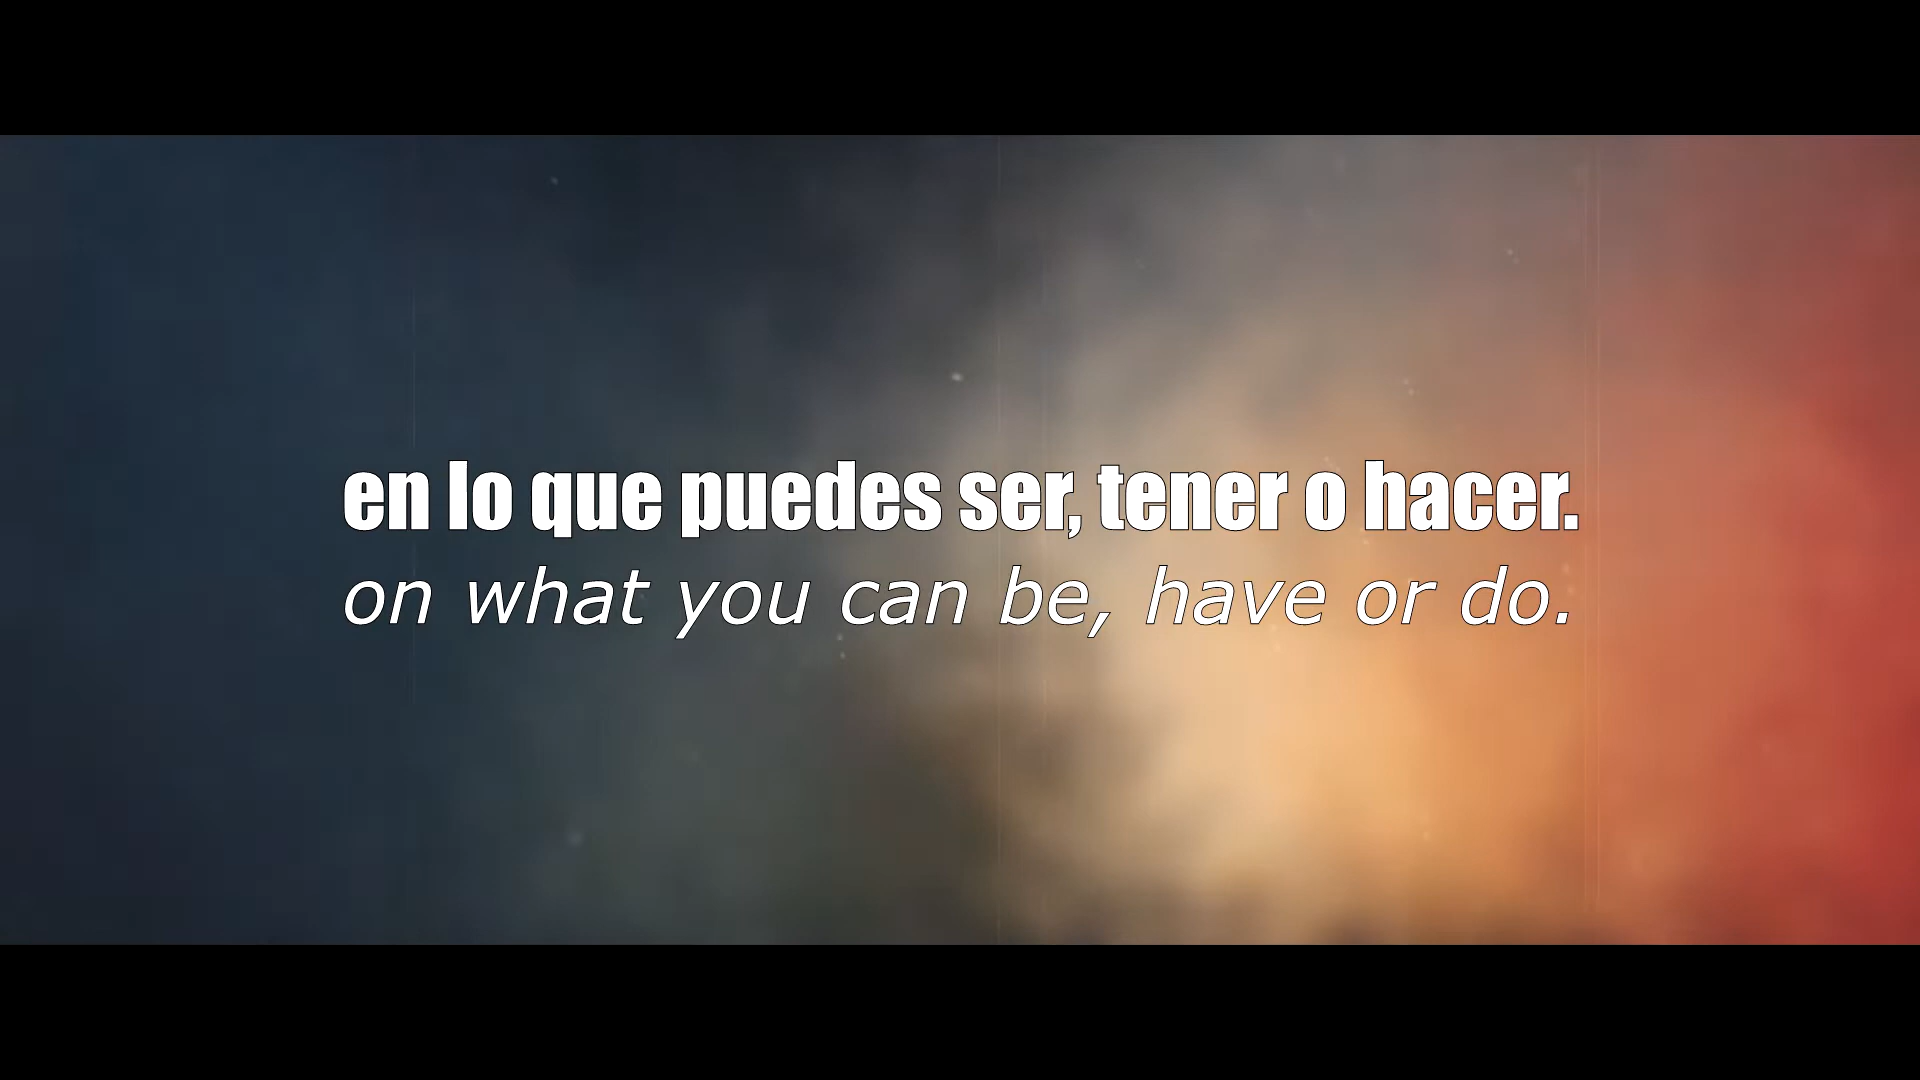 en lo que puedes ser, tener o hacer.
on what you can be, have or do.